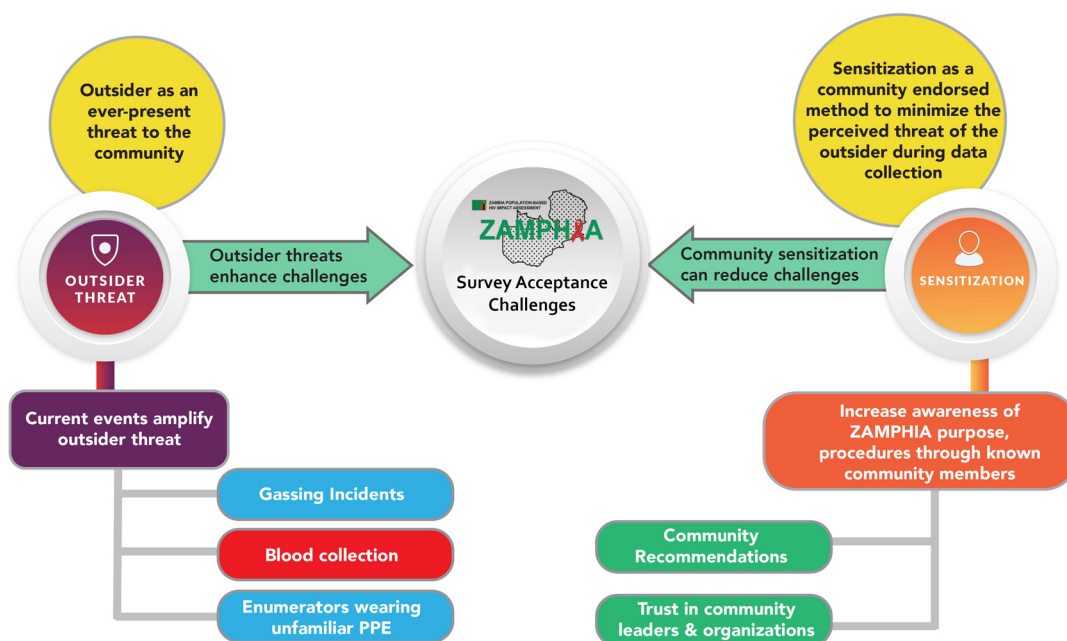 Outsider as an
ever-present
threat to the
community
Sensitization as a
community endorsed
method to minimize the
perceived threat of the
outsider during data
collection
OUTSIDER
THREAT
Outsider threats
enhance challenges
ZAMBIA POPULATION-BASED
HIV IMPACT ASSESSMENT
ZAMPHIA
Survey Acceptance
Challenges
Community sensitization
can reduce challenges
SENSITIZATION
Current events amplify
outsider threat
Gassing Incidents
Blood collection
Enumerators wearing
unfamiliar PPE
Increase awareness of
ZAMPHIA purpose,
procedures through known
community members
Community
Recommendations
Trust in community
leaders & organizations